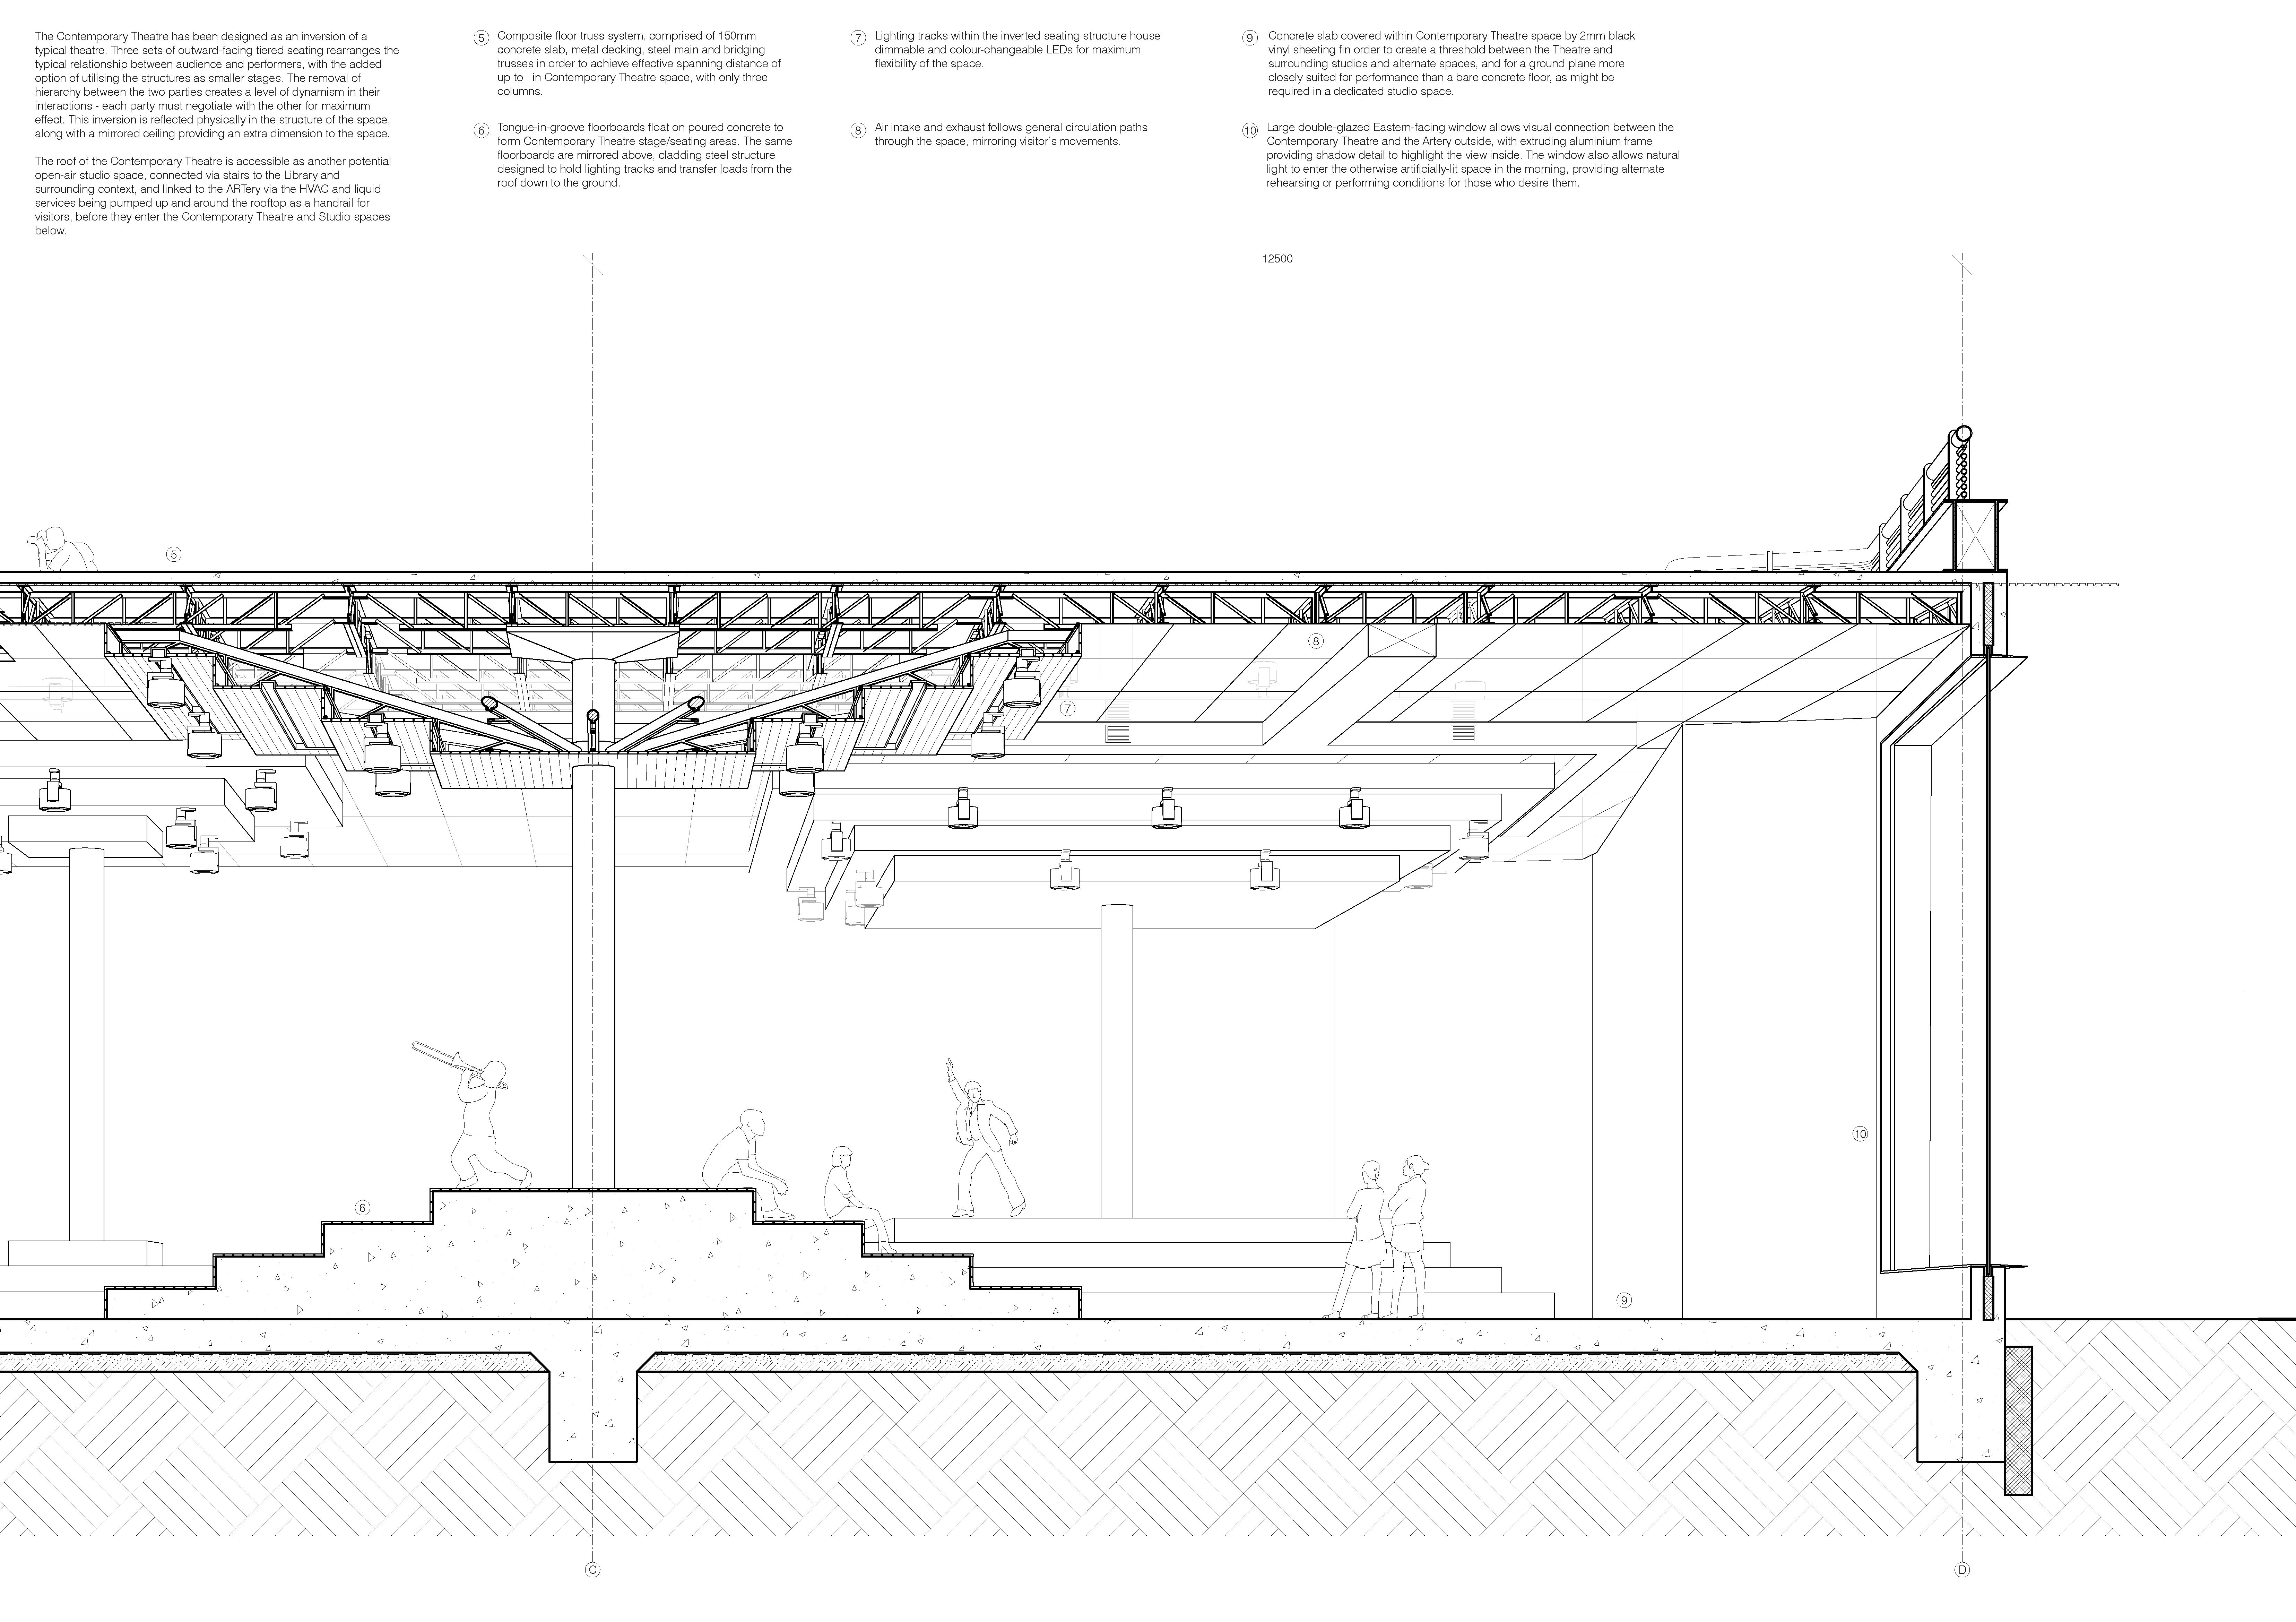 The Contemporary Theatre has been designed as an inversion of a
typical theatre. Three sets of outward-facing tiered seating rearranges the
typical relationship between audience and performers, with the added
option of utilising the structures as smaller stages. The removal of
hierarchy between the two parties creates a level of dynamism in their
interactions - each party must negotiate with the other for maximum
effect. This inversion is reflected physically in the structure of the space,
along with a mirrored ceiling providing an extra dimension to the space.
The roof of the Contemporary Theatre is accessible as another potential
open-air studio space, connected via stairs to the Library and
surrounding context, and linked to the ARTery via the HVAC and liquid
services being pumped up and around the rooftop as a handrail for
visitors, before they enter the Contemporary Theatre and Studio spaces
below.
5 Composite floor truss system, comprised of 150mm
concrete slab, metal decking, steel main and bridging
trusses in order to achieve effective spanning distance of
up to in Contemporary Theatre space, with only three
columns.
6 Tongue-in-groove floorboards float on poured concrete to
form Contemporary Theatre stage/seating areas. The same
floorboards are mirrored above, cladding steel structure
designed to hold lighting tracks and transfer loads from the
roof down to the ground.
7 Lighting tracks within the inverted seating structure house
dimmable and colour-changeable LEDs for maximum
flexibility of the space.
8 Air intake and exhaust follows general circulation paths
through the space, mirroring visitor's movements.
9 Concrete slab covered within Contemporary Theatre space by 2mm black
vinyl sheeting fin order to create a threshold between the Theatre and
surrounding studios and alternate spaces, and for a ground plane more
closely suited for performance than a bare concrete floor, as might be
required in a dedicated studio space.
10 Large double-glazed Eastern-facing window allows visual connection between the
Contemporary Theatre and the Artery outside, with extruding aluminium frame
providing shadow detail to highlight the view inside. The window also allows natural
light to enter the otherwise artificially-lit space in the morning, providing alternate
rehearsing or performing conditions for those who desire them.
12500
5
8
7
10
6
9
C
D